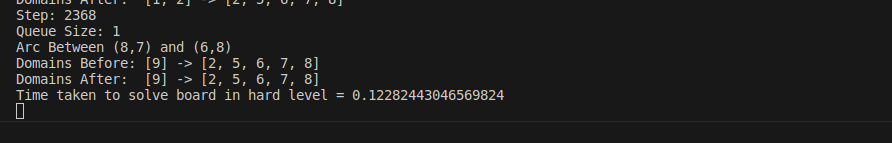 Domains After:  [1, 2] -> [2, 5, 6, 7, 8]
Step: 2368
Queue Size: 1
Arc Between (8,7) and (6,8)
Domains Before: [9] -> [2, 5, 6, 7, 8]
Domains After:  [9] -> [2, 5, 6, 7, 8]
Time taken to solve board in hard level = 0.12282443046569824